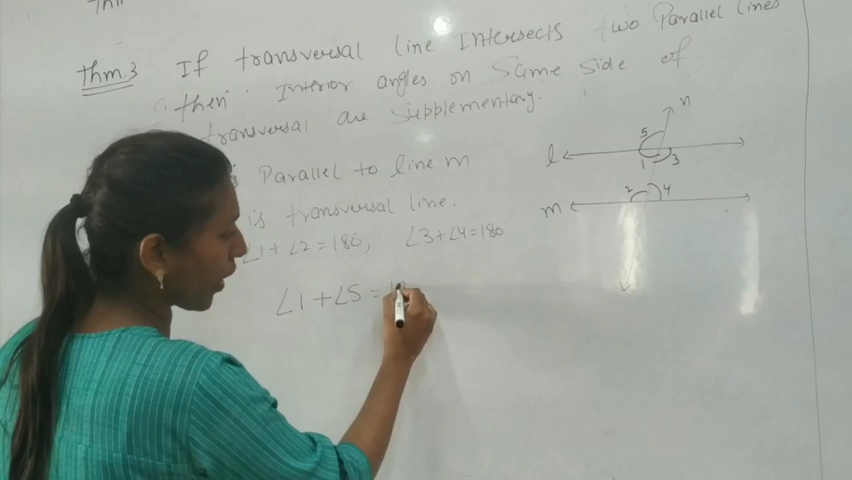 Thm.3 If transversal line Intersects two Parallel lines
then Interior angles on Same side of
transversal are Supplementary.
Parallel to line m
is transversal line.
∠1 + ∠2 = 180, ∠3 + ∠4 = 180
∠1 + ∠5 =
n
5
l
1 3
2 4
m